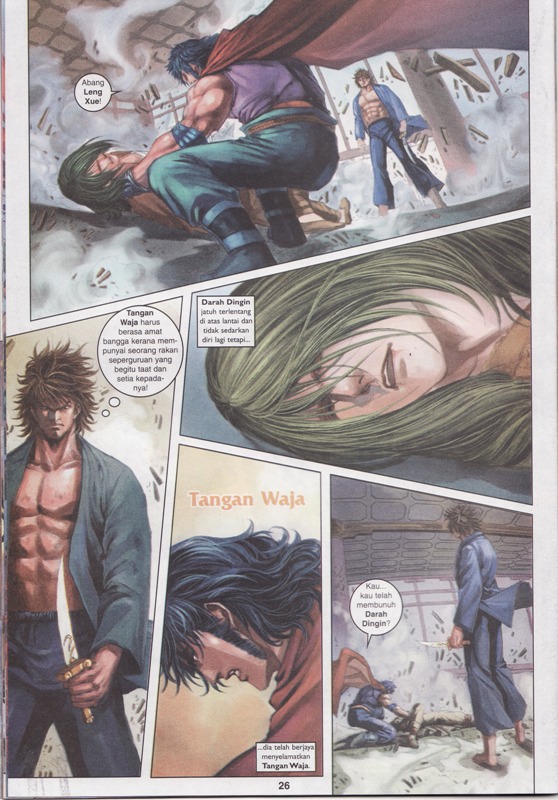 Abang
Leng
Xue!
Darah Dingin
jatuh terlentang
di atas lantai dan
tidak sedarkan
diri lagi tetapi...
Tangan
Waja harus
berasa amat
bangga kerana mem-
punyai seorang rakan
seperguruan yang
begitu taat dan
setia kepada-
nya!
Tangan Waja
...dia telah berjaya
menyelamatkan
Tangan Waja.
Kau...
kau telah
membunuh
Darah
Dingin?
26